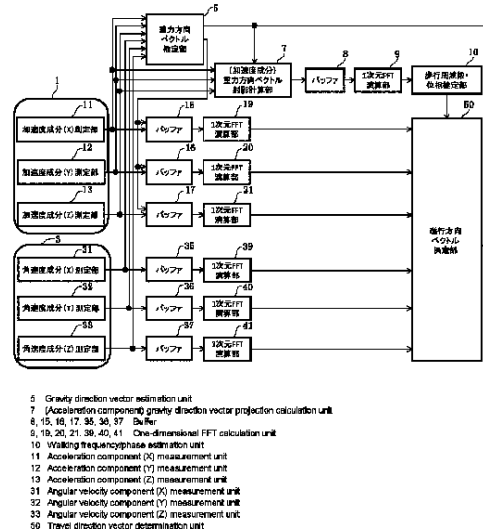 5
重力方向
ベクトル
推定部
7
(加速度成分)
重力方向ベクトル
射影計算部
8
バッファ
9
1次元FFT
演算部
10
歩行周波数・
位相推定部
1
11
加速度成分(X)測定部
12
加速度成分(Y)測定部
13
加速度成分(Z)測定部
バッファ
19
1次元FFT
演算部
16
バッファ
20
1次元FFT
演算部
17
バッファ
21
1次元FFT
演算部
50
進行方向
ベクトル
決定部
3
31
角速度成分(X)測定部
32
角速度成分(Y)測定部
33
角速度成分(Z)測定部
35
バッファ
39
1次元FFT
演算部
36
バッファ
40
1次元FFT
演算部
37
バッファ
41
1次元FFT
演算部
5 Gravity direction vector estimation unit
7 (Acceleration component) gravity direction vector projection calculation unit
8, 15, 16, 17, 35, 36, 37 Buffer
9, 19, 20, 21, 39, 40, 41 One-dimensional FFT calculation unit
10 Walking frequency/phase estimation unit
11 Acceleration component (X) measurement unit
12 Acceleration component (Y) measurement unit
13 Acceleration component (Z) measurement unit
31 Angular velocity component (X) measurement unit
32 Angular velocity component (Y) measurement unit
33 Angular velocity component (Z) measurement unit
50 Travel direction vector determination unit